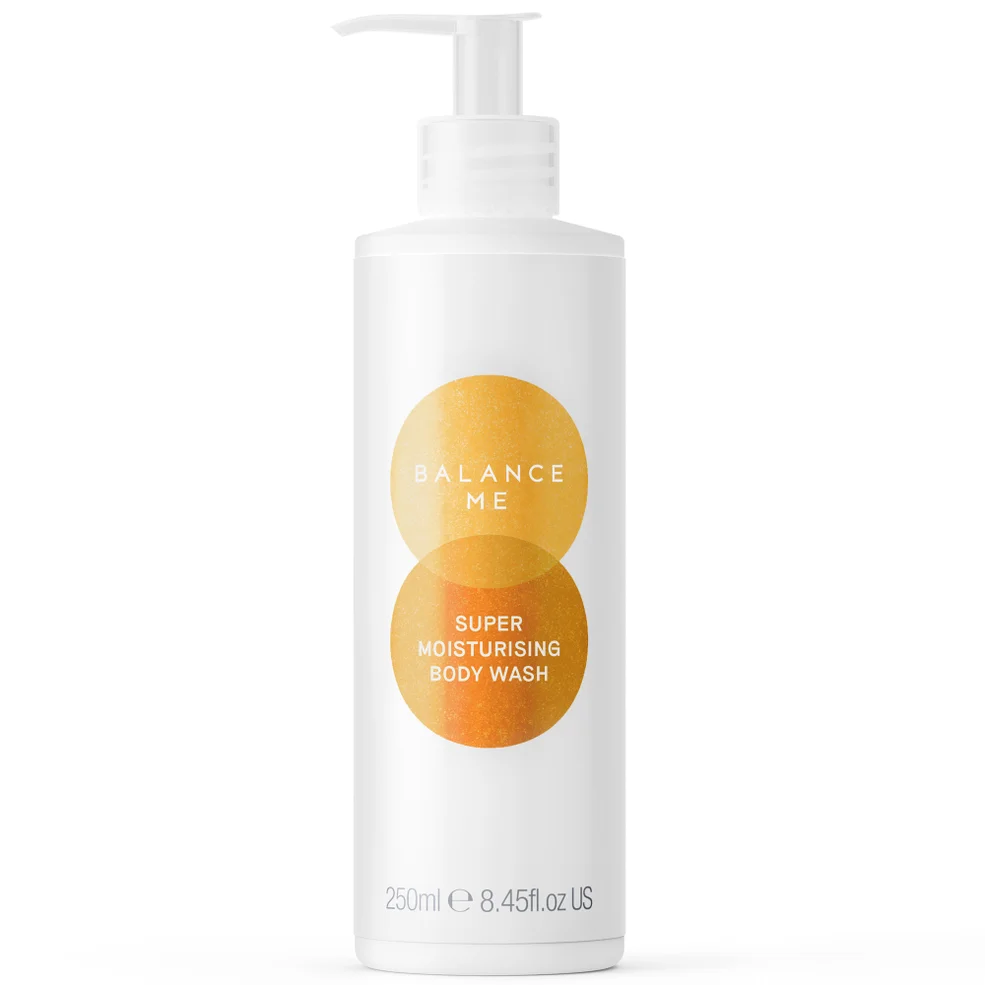 BALANCE
ME
SUPER
MOISTURISING
BODY WASH
250ml ℮ 8.45fl.oz US